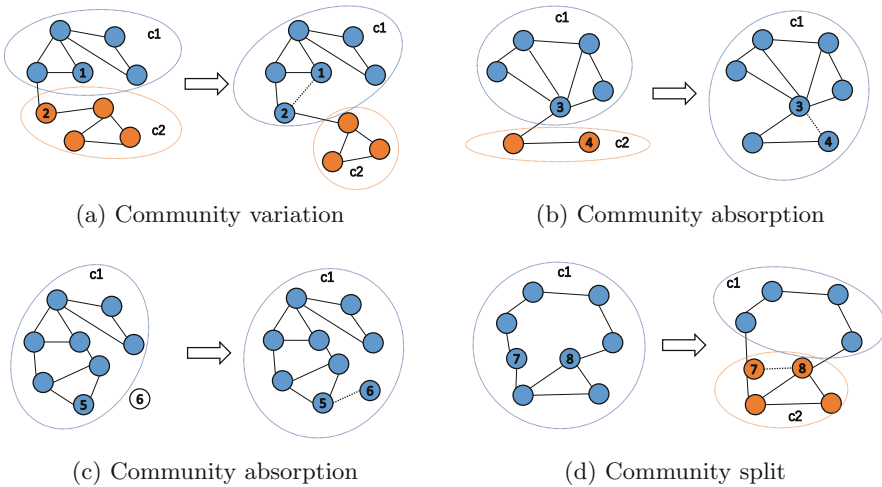 c1
1
2
c2
c1
1
2
c2
(a) Community variation
c1
3
4
c2
c1
3
4
(b) Community absorption
c1
5
6
c1
6
5
(c) Community absorption
c1
7
8
c1
7
8
c2
(d) Community split